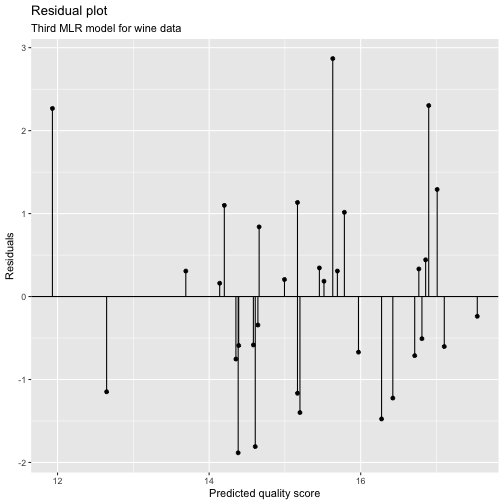 Residual plot
Third MLR model for wine data
3
2
1
0
-1
-2
Residuals
12
14
16
Predicted quality score